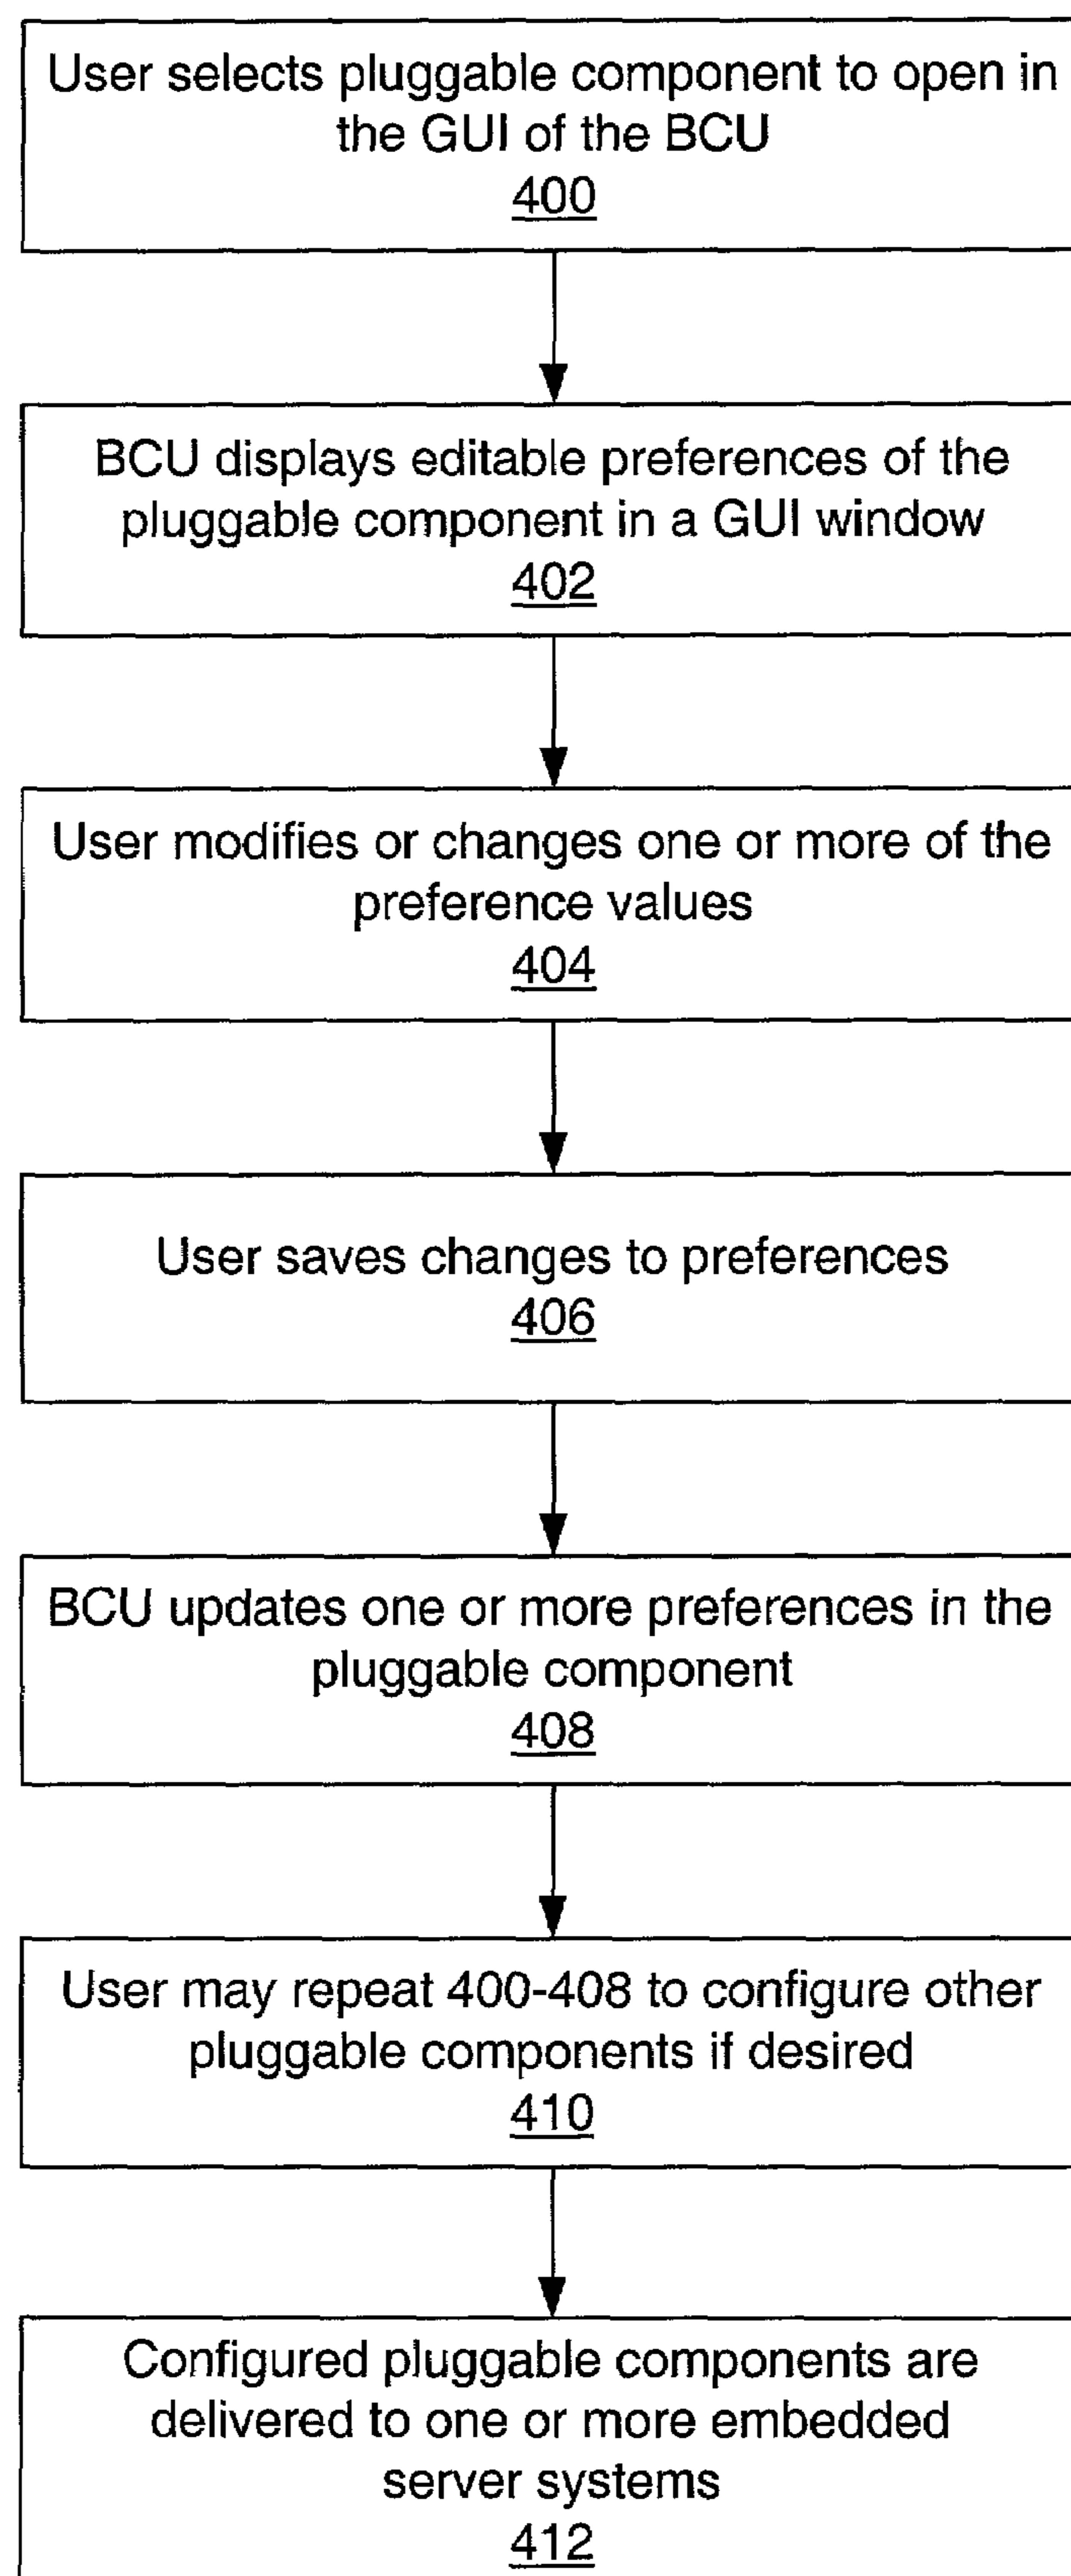 User selects pluggable component to open in
the GUI of the BCU
400
BCU displays editable preferences of the
pluggable component in a GUI window
402
User modifies or changes one or more of the
preference values
404
User saves changes to preferences
406
BCU updates one or more preferences in the
pluggable component
408
User may repeat 400-408 to configure other
pluggable components if desired
410
Configured pluggable components are
delivered to one or more embedded
server systems
412